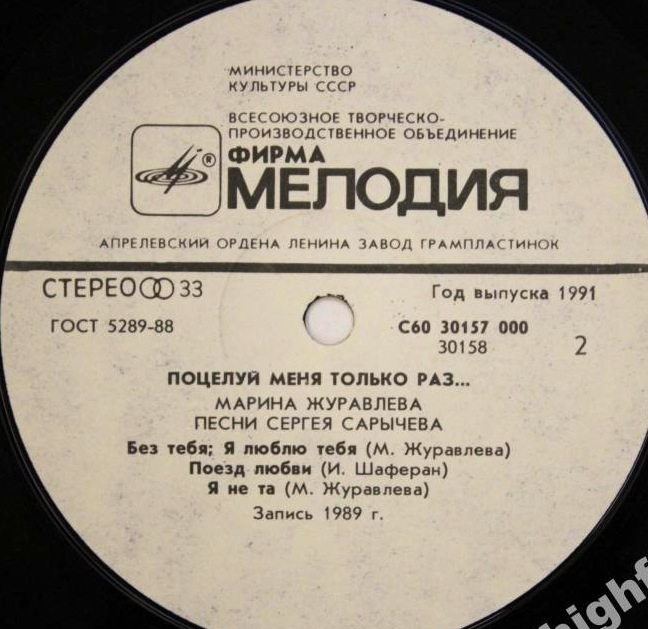 МИНИСТЕРСТВО
КУЛЬТУРЫ СССР
ВСЕСОЮЗНОЕ ТВОРЧЕСКО-
ПРОИЗВОДСТВЕННОЕ ОБЪЕДИНЕНИЕ
®
ФИРМА
МЕЛОДИЯ
АПРЕЛЕВСКИЙ ОРДЕНА ЛЕНИНА ЗАВОД ГРАМПЛАСТИНОК
СТЕРЕО 33
Год выпуска 1991
ГОСТ 5289-88
С60 30157 000
30158
2
ПОЦЕЛУЙ МЕНЯ ТОЛЬКО РАЗ...
МАРИНА ЖУРАВЛЕВА
ПЕСНИ СЕРГЕЯ САРЫЧЕВА
Без тебя; Я люблю тебя (М. Журавлева)
Поезд любви (И. Шаферан)
Я не та (М. Журавлева)
Запись 1989 г.